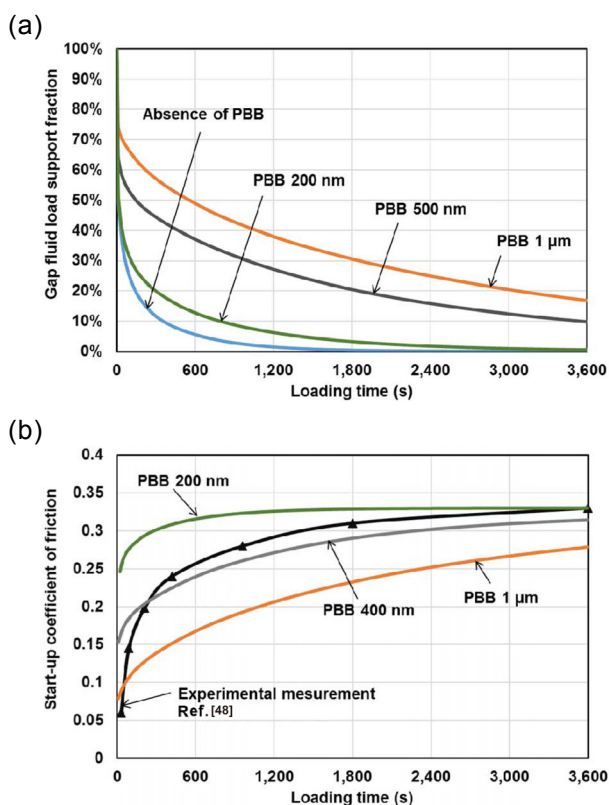 (a)
100%
90%
80%
70%
60%
50%
40%
30%
20%
10%
0%
Gap fluid load support fraction
Absence of PBB
PBB 200 nm
PBB 500 nm
PBB 1 µm
0 600 1,200 1,800 2,400 3,000 3,600
Loading time (s)
(b)
0.4
0.35
0.3
0.25
0.2
0.15
0.1
0.05
0
Start-up coefficient of friction
PBB 200 nm
PBB 400 nm
PBB 1 µm
Experimental mesurement
Ref. [48]
0 600 1,200 1,800 2,400 3,000 3,600
Loading time (s)